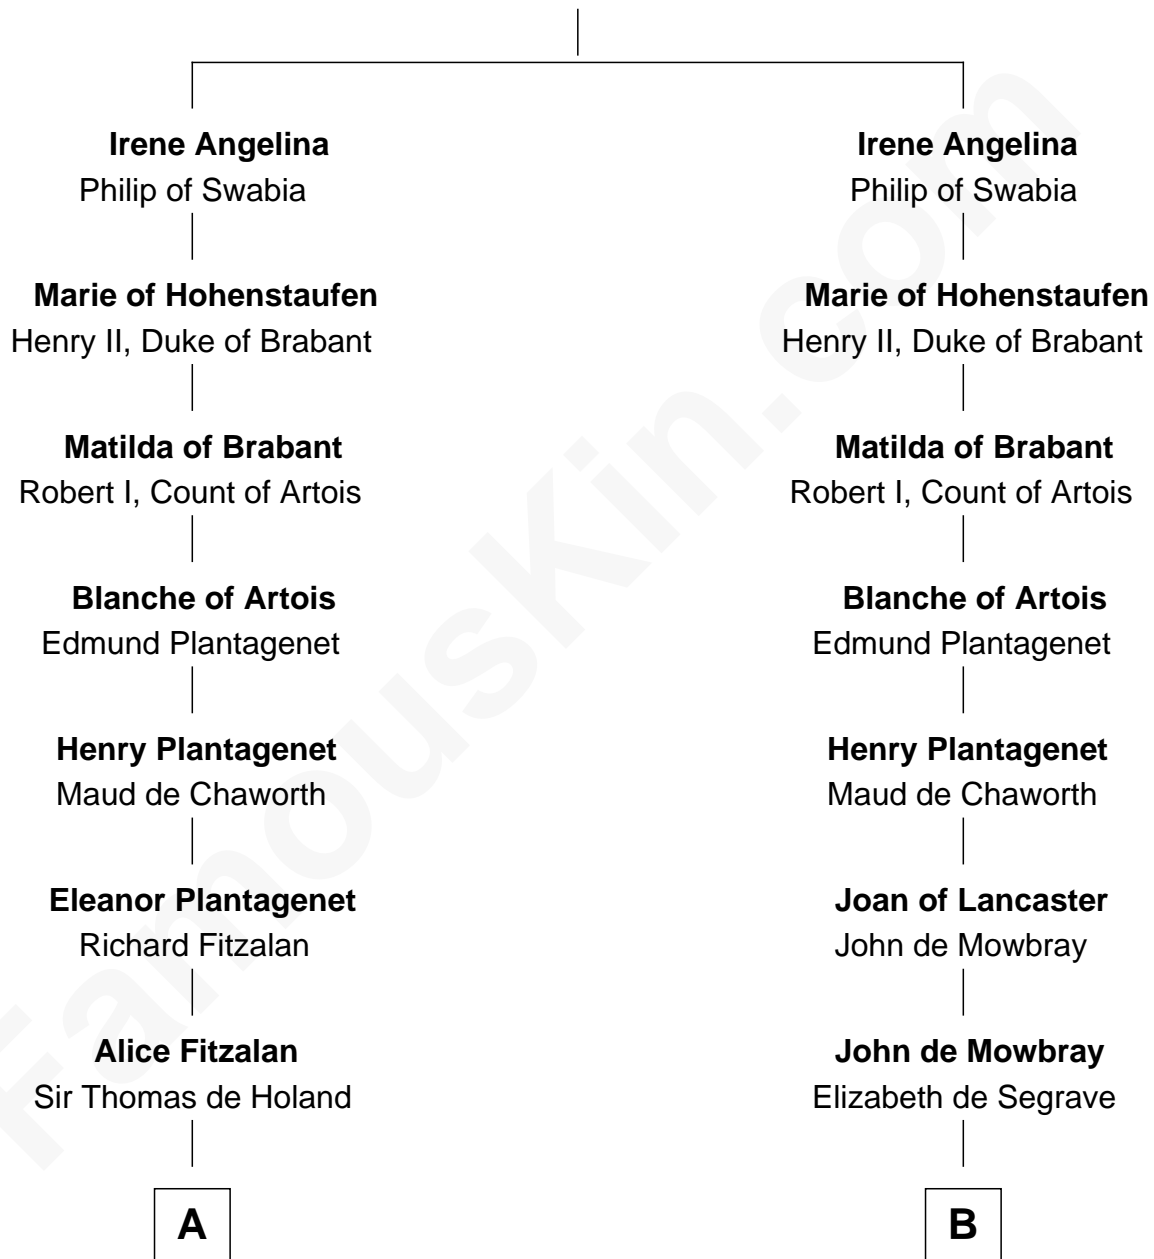 Irene Angelina Irene Angelina
Philip of Swabia Philip of Swabia
Marie of Hohenstaufen Marie of Hohenstaufen
Henry II, Duke of Brabant Henry II, Duke of Brabant
Matilda of Brabant Matilda of Brabant
Robert I, Count of Artois Robert I, Count of Artois
Blanche of Artois Blanche of Artois
Edmund Plantagenet Edmund Plantagenet
Henry Plantagenet Henry Plantagenet
Maud de Chaworth Maud de Chaworth
Eleanor Plantagenet Joan of Lancaster
Richard Fitzalan John de Mowbray
Alice Fitzalan John de Mowbray
Sir Thomas de Holand Elizabeth de Segrave
A B
FamousKin.com